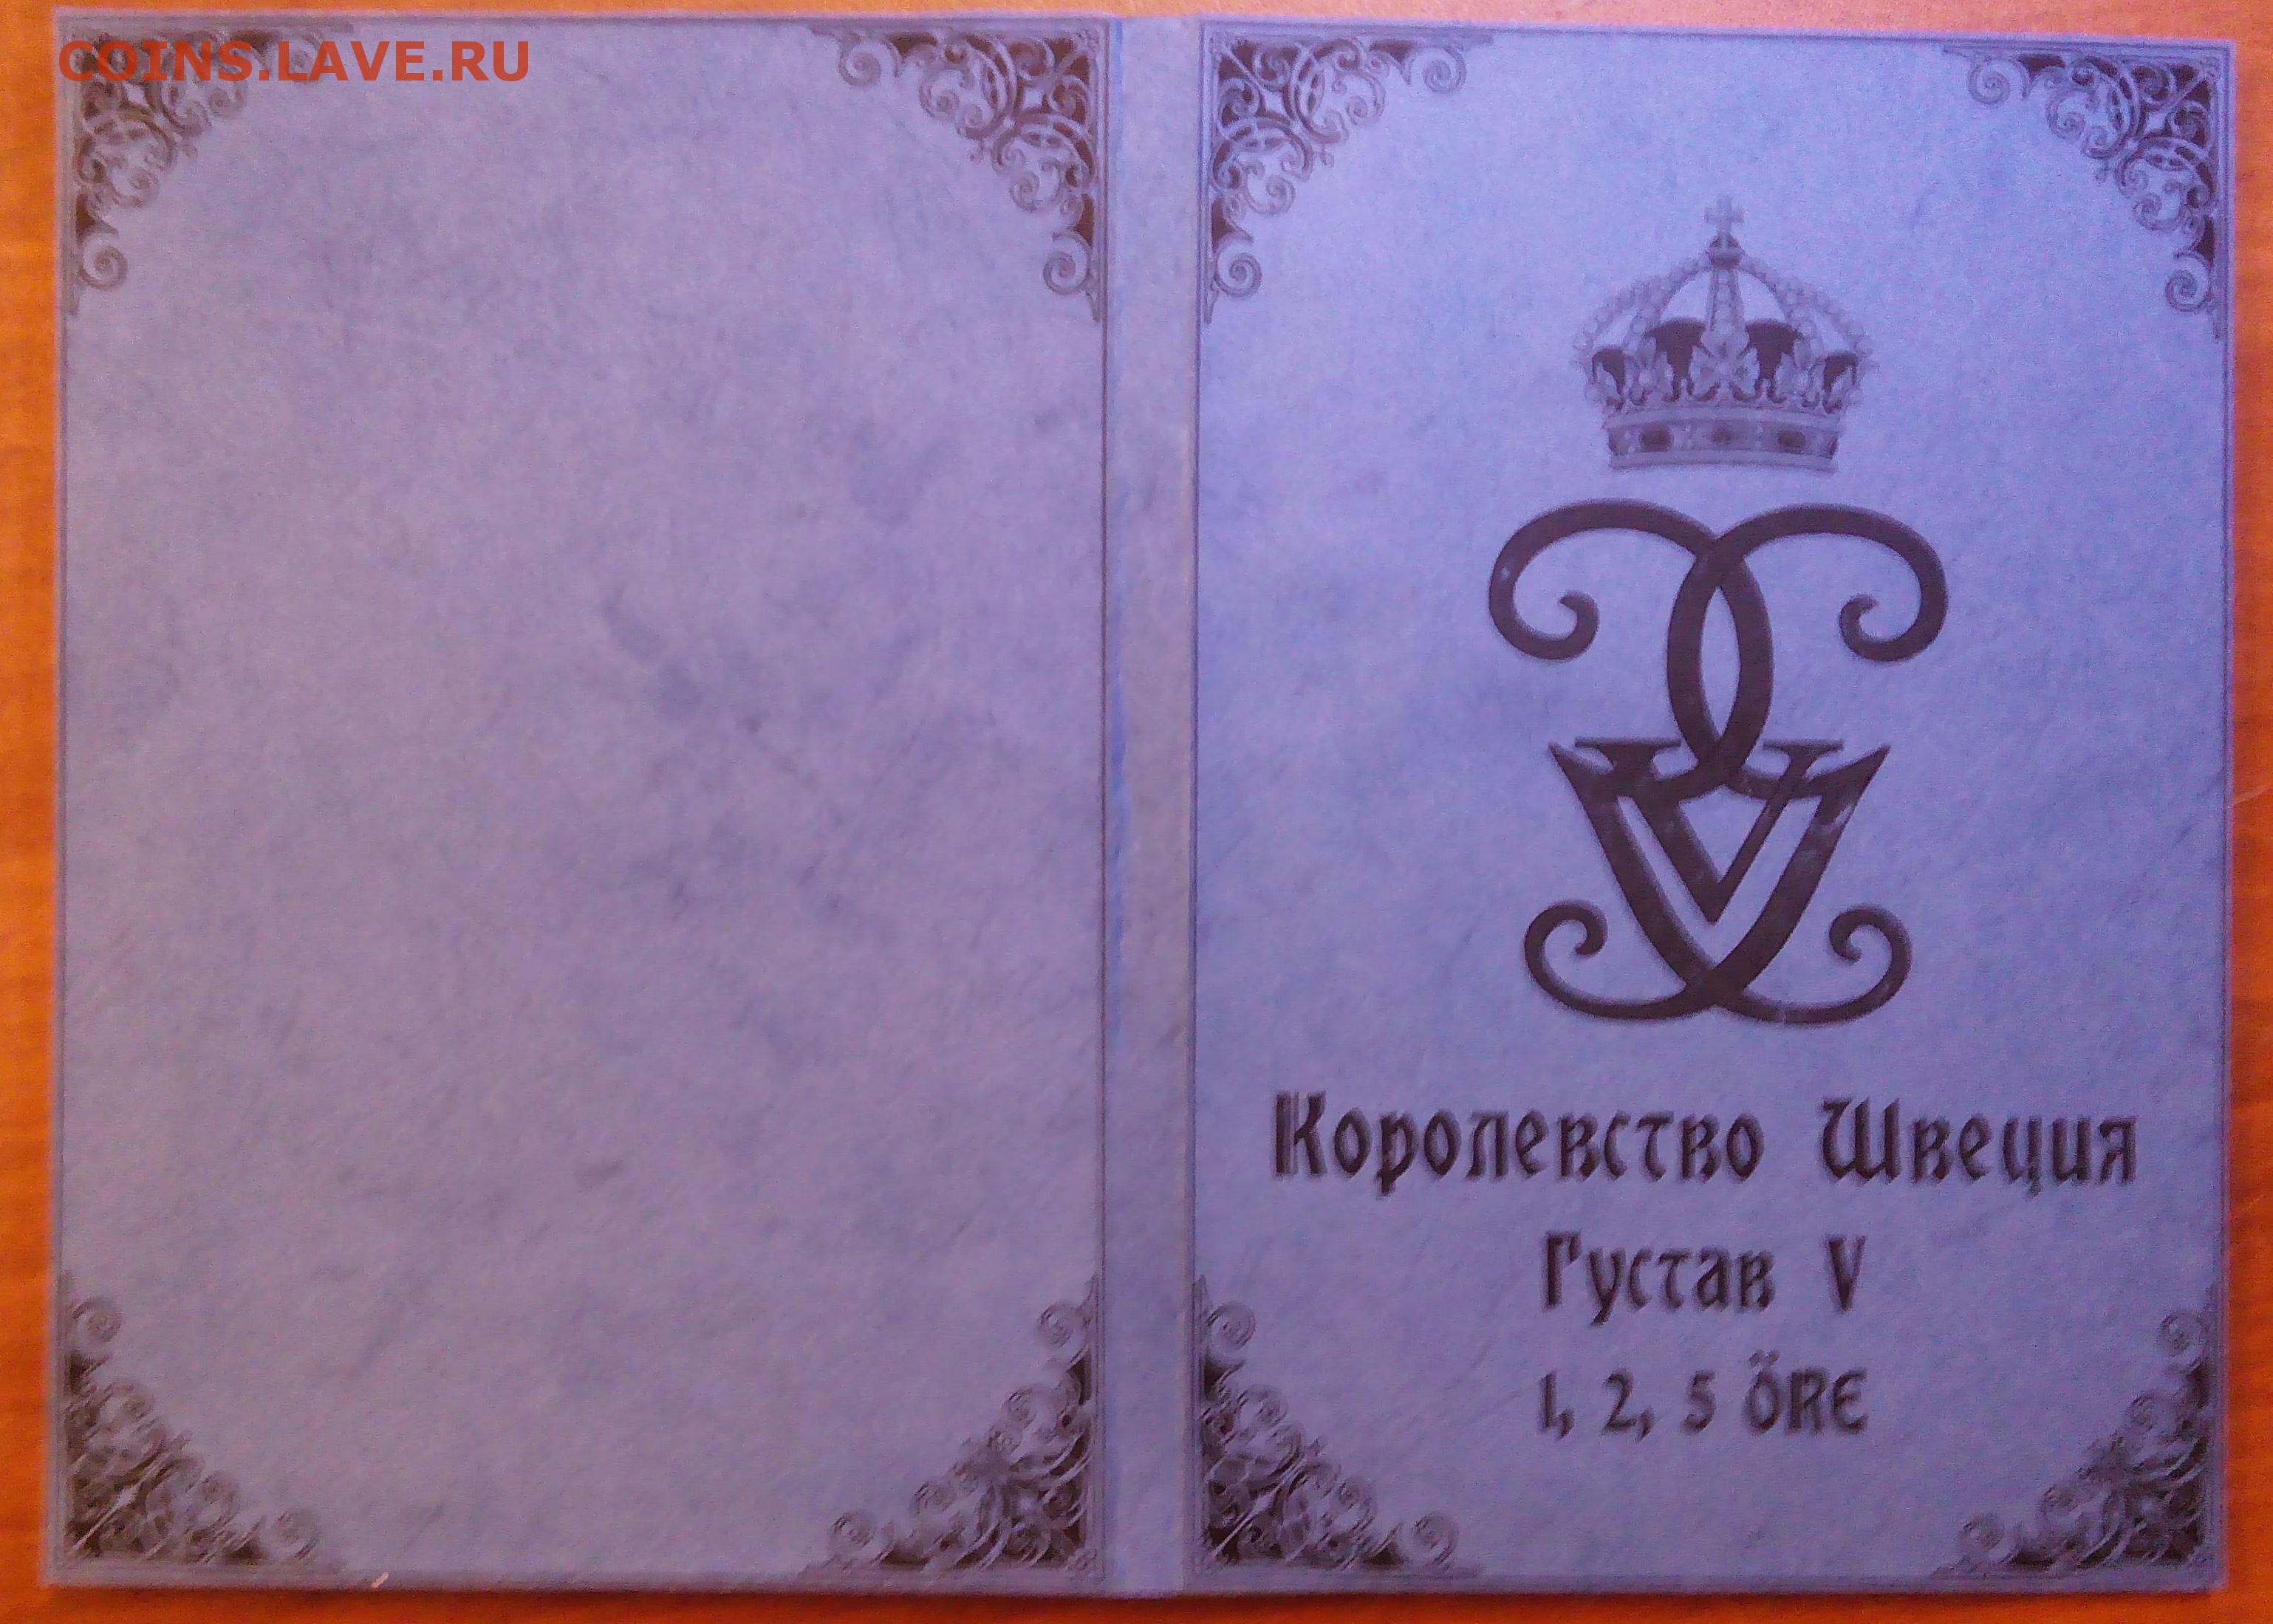 COINS.LAVE.RU
Королевство Швеция
Густав V
1, 2, 5 ÖRE